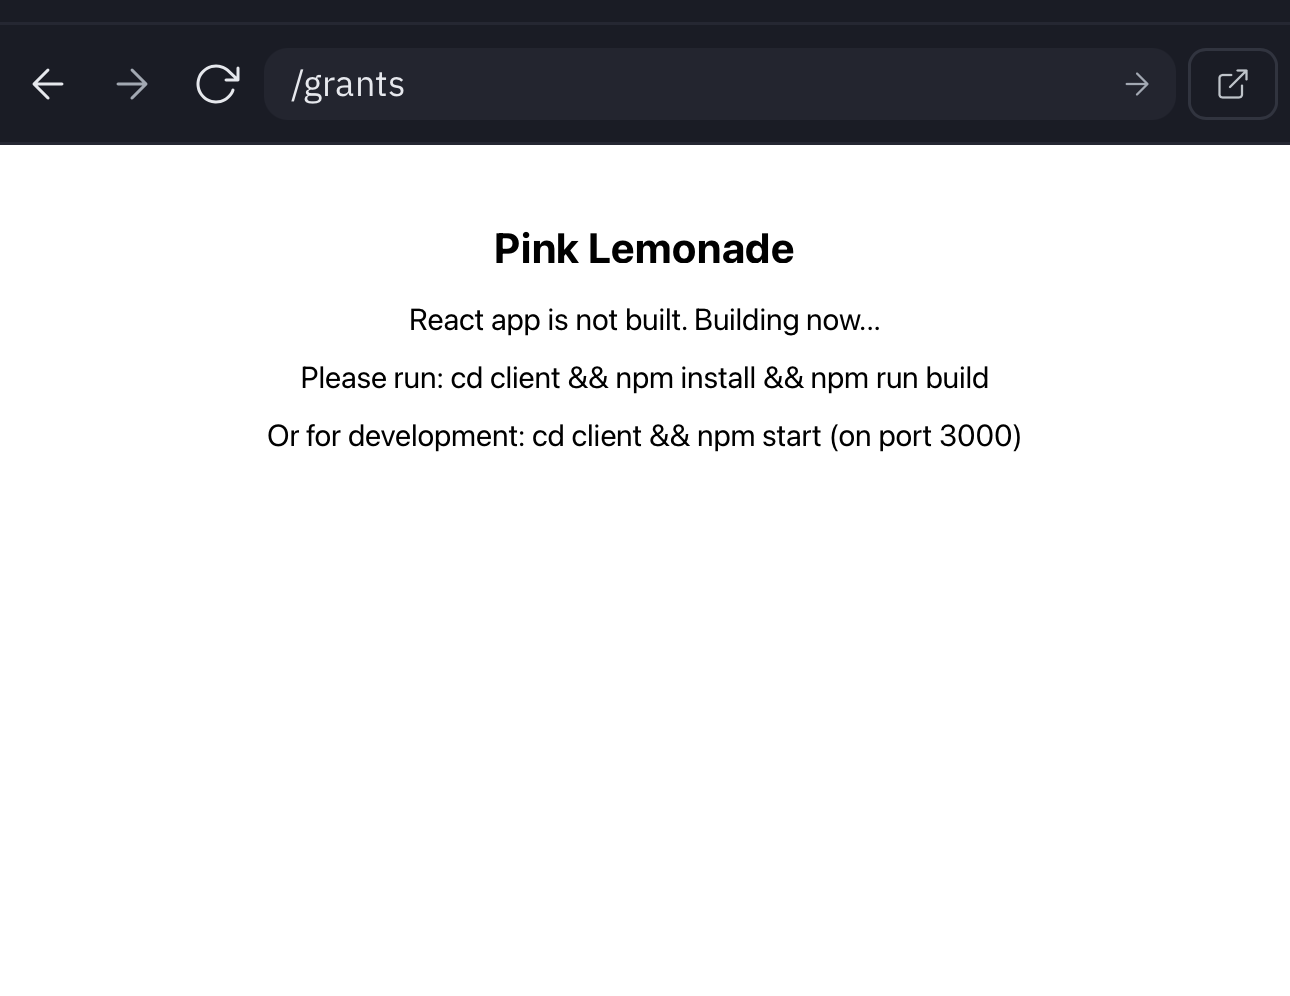 /grants
Pink Lemonade
React app is not built. Building now...
Please run: cd client && npm install && npm run build
Or for development: cd client && npm start (on port 3000)